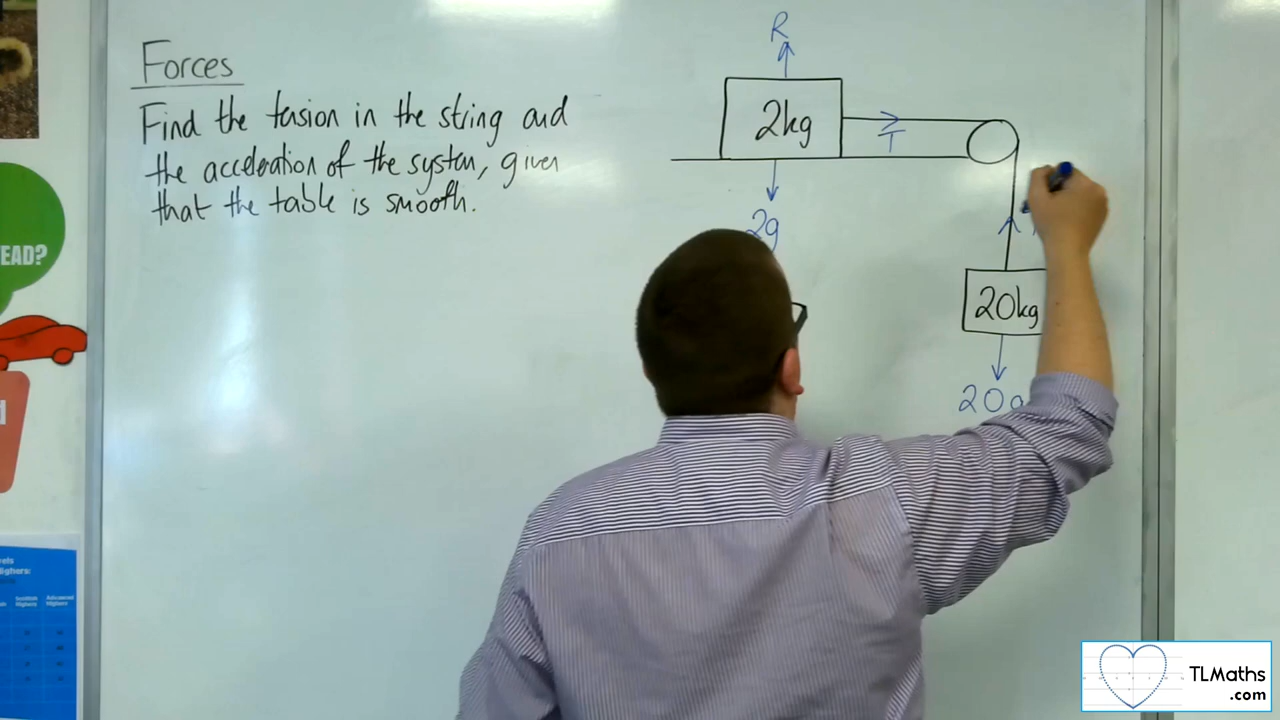 Forces
Find the tension in the string and
the acceleration of the system, given
that the table is smooth.
R
2kg
T
2g
20kg
20g
EAD?
TLMaths
.com